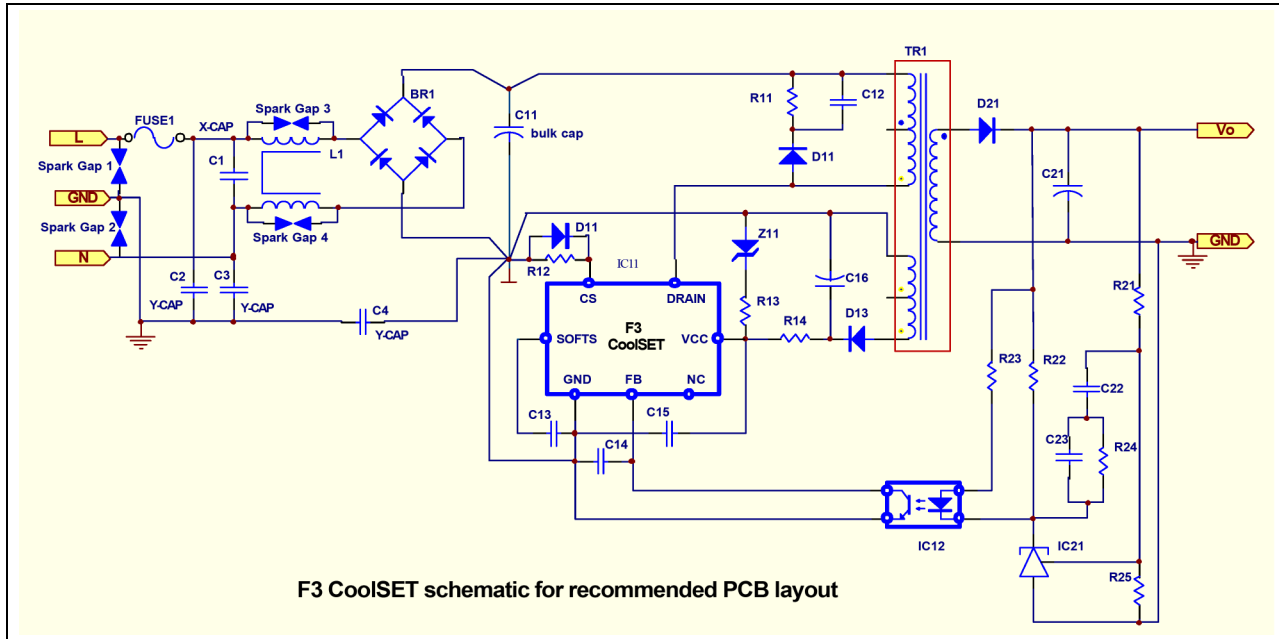 TR1
BR1
Spark Gap 3
R11
C12
D21
C11
bulk cap
FUSE1
X-CAP
L
Vo
L1
C1
D11
Spark Gap 1
C21
GND
Spark Gap 2
Spark Gap 4
D11
Z11
GND
N
R12
IC11
C16
C2
C3
R21
Y-CAP
Y-CAP
CS
DRAIN
R13
C4
Y-CAP
F3
CoolSET
SOFTS
VCC
R14
D13
R23
R22
GND
FB
NC
C22
C13
C15
C14
C23
R24
IC12
IC21
R25
F3 CoolSET schematic for recommended PCB layout